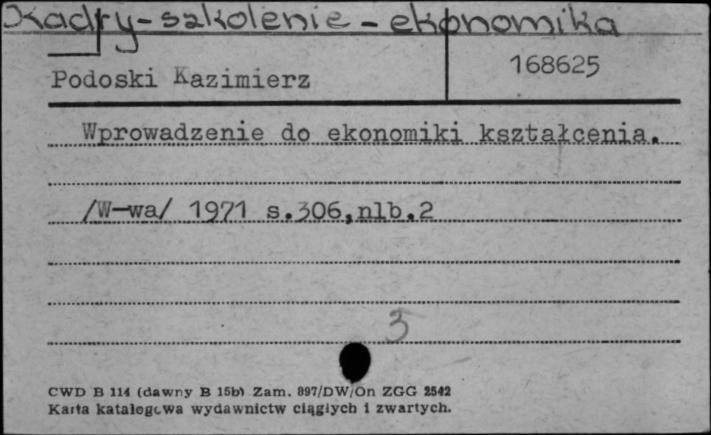 Kadry-szkolenie-ekonomika
Podoski Kazimierz
168625
Wprowadzenie do ekonomiki kształcenia.
/W-wa/ 1971 s.306,nlb.2
3
CWD B 114 (dawny B 15b) Zam. 897/DW/On ZGG 2542
Karta katalogowa wydawnictw ciągłych i zwartych.